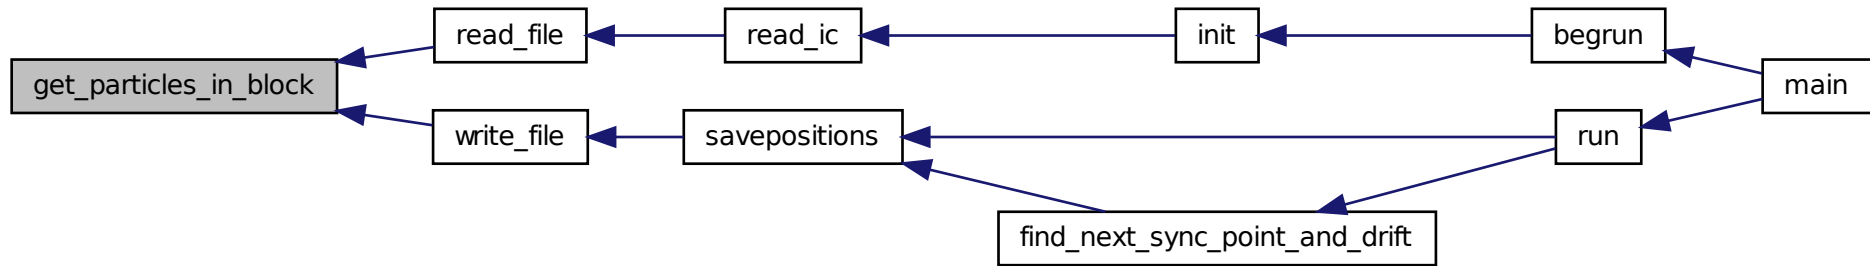 read_file
read_ic
init
begrun
get_particles_in_block
main
write_file
savepositions
run
find_next_sync_point_and_drift